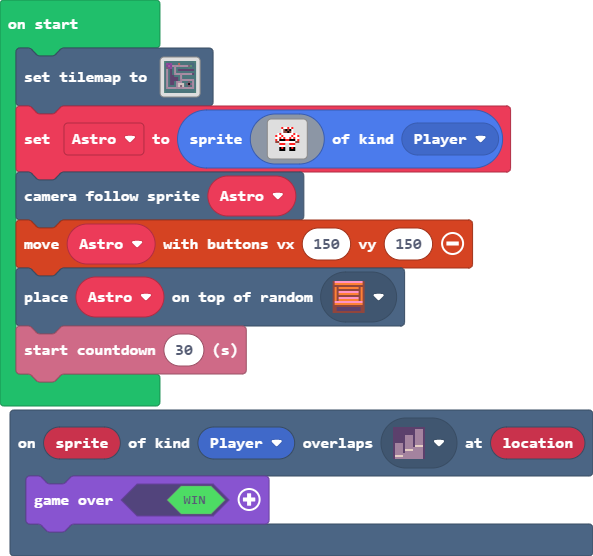 on start
set tilemap to
set Astro to sprite of kind Player
camera follow sprite Astro
move Astro with buttons vx 150 vy 150
place Astro on top of random
start countdown 30 (s)
on sprite of kind Player overlaps at location
game over WIN